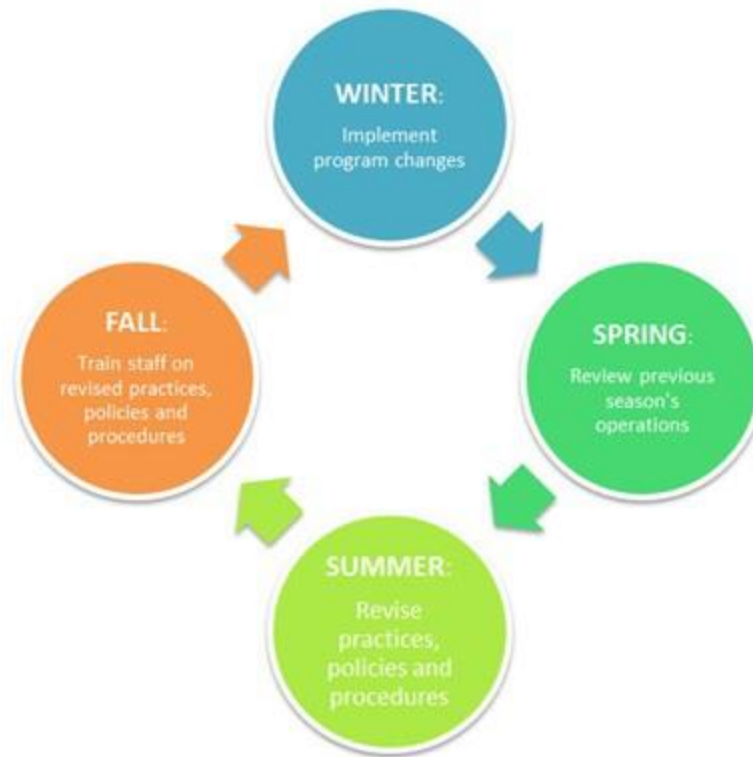 WINTER:
Implement
program changes
SPRING:
Review previous
season's
operations
SUMMER:
Revise
practices,
policies and
procedures
FALL:
Train staff on
revised practices,
policies and
procedures